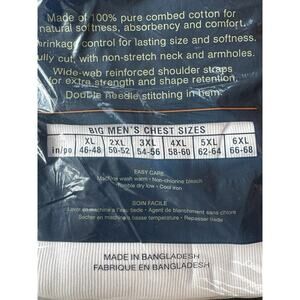 Made of 100% pure combed cotton for
natural softness, absorbency and comfort.
hrinkage control for lasting size and softness.
ully cut, with non-stretch neck and armholes.
Wide-web reinforced shoulder straps
for extra strength and shape retention.
Double needle stitching in hem.
BIG MEN'S CHEST SIZES
XL 2XL 3XL 4XL 5XL 6XL
in/po 46-48 50-52 54-56 58-60 62-64 66-68
EASY CARE
Machine wash warm • Non-chlorine bleach
Tumble dry low • Cool iron
SOIN FACILE
Laver en machine à l'eau tiède • Agent de blanchiment sans chlore
Sécher en machine à basse température • Repasser tiède
MADE IN BANGLADESH
FABRIQUE EN BANGLADESH